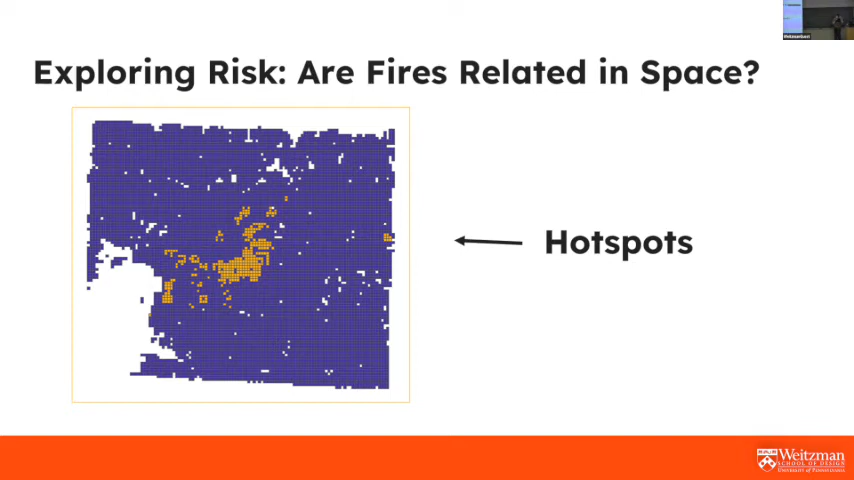 Exploring Risk: Are Fires Related in Space?
Hotspots
Weitzman
SCHOOL OF DESIGN
UNIVERSITY OF PENNSYLVANIA